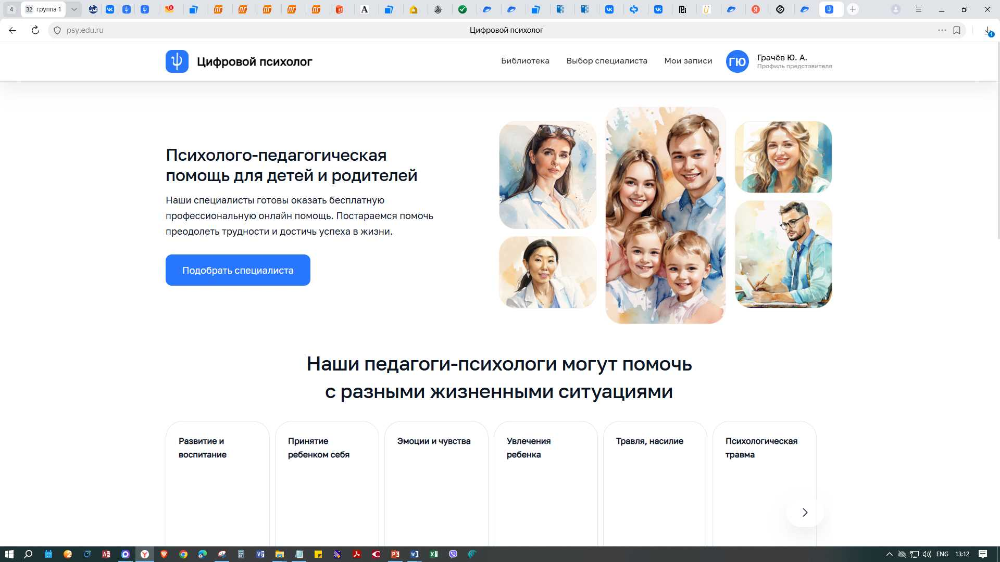 4
32 группа 1
psy.edu.ru
Цифровой психолог
1
Цифровой психолог
Библиотека
Выбор специалиста
Мои записи
ГЮ
Грачёв Ю. А.
Профиль представителя
Психолого-педагогическая
помощь для детей и родителей
Наши специалисты готовы оказать бесплатную
профессиональную онлайн помощь. Постараемся помочь
преодолеть трудности и достичь успеха в жизни.
Подобрать специалиста
Наши педагоги-психологи могут помочь
с разными жизненными ситуациями
Развитие и
воспитание
Принятие
ребенком себя
Эмоции и чувства
Увлечения
ребенка
Травля, насилие
Психологическая
травма
ENG
13:12